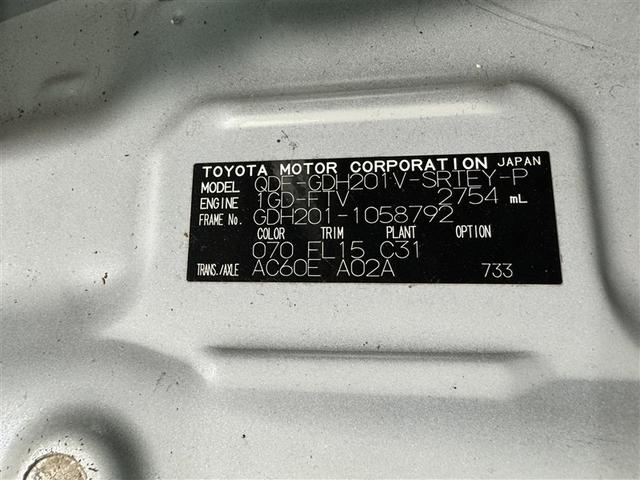 TOYOTA MOTOR CORPORATION JAPAN
MODEL QDF-GDH201V-SRTEY-P
ENGINE 1GD-FTV 2754 mL
FRAME No. GDH201-1058792
COLOR TRIM PLANT OPTION
070 FL15 C31
TRANS./AXLE AC60E A02A 733